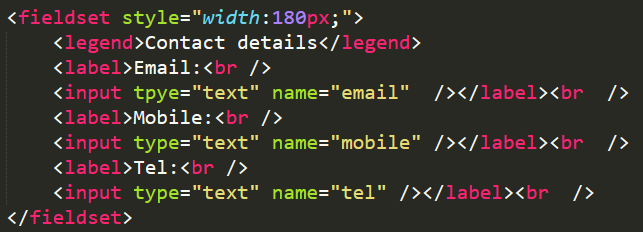 <fieldset style="width:180px;">
<legend>Contact details</legend>
<label>Email:<br />
<input tpye="text" name="email"  /></label><br  />
<label>Mobile:<br />
<input type="text" name="mobile" /></label><br  />
<label>Tel:<br />
<input type="text" name="tel" /></label><br  />
</fieldset>